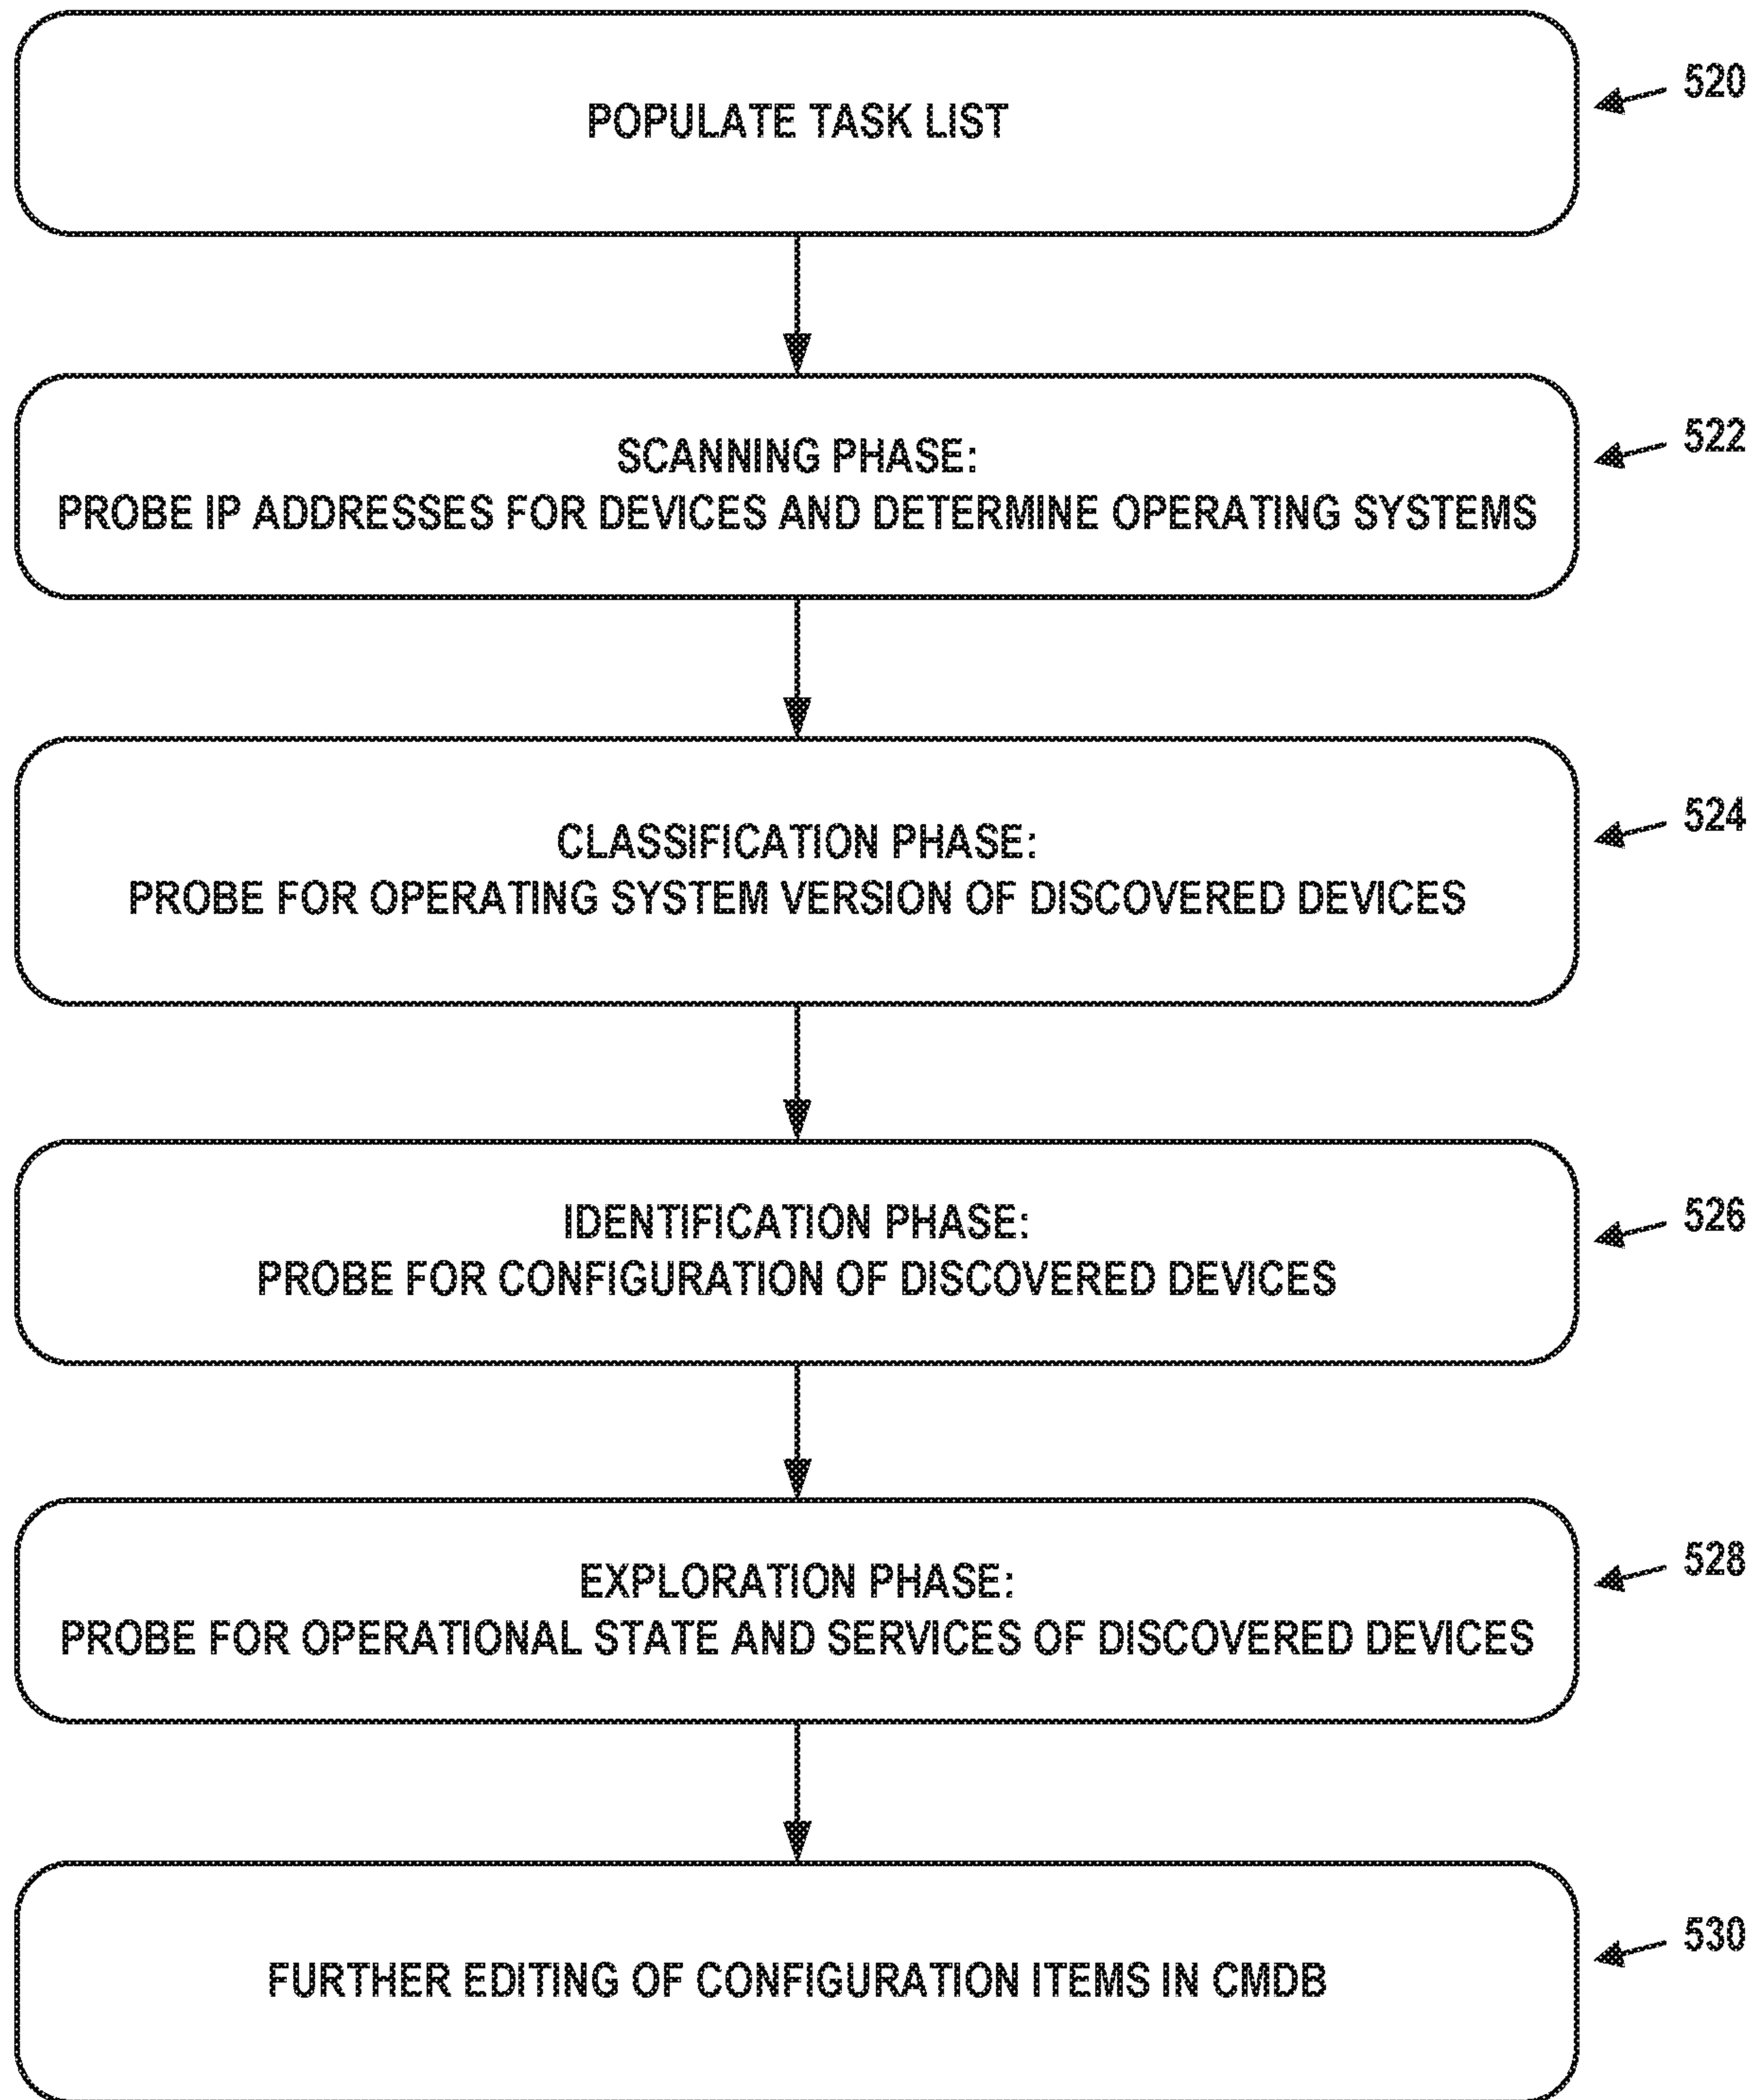 POPULATE TASK LIST
520
SCANNING PHASE:
PROBE IP ADDRESSES FOR DEVICES AND DETERMINE OPERATING SYSTEMS
522
CLASSIFICATION PHASE:
PROBE FOR OPERATING SYSTEM VERSION OF DISCOVERED DEVICES
524
IDENTIFICATION PHASE:
PROBE FOR CONFIGURATION OF DISCOVERED DEVICES
526
EXPLORATION PHASE:
PROBE FOR OPERATIONAL STATE AND SERVICES OF DISCOVERED DEVICES
528
FURTHER EDITING OF CONFIGURATION ITEMS IN CMDB
530